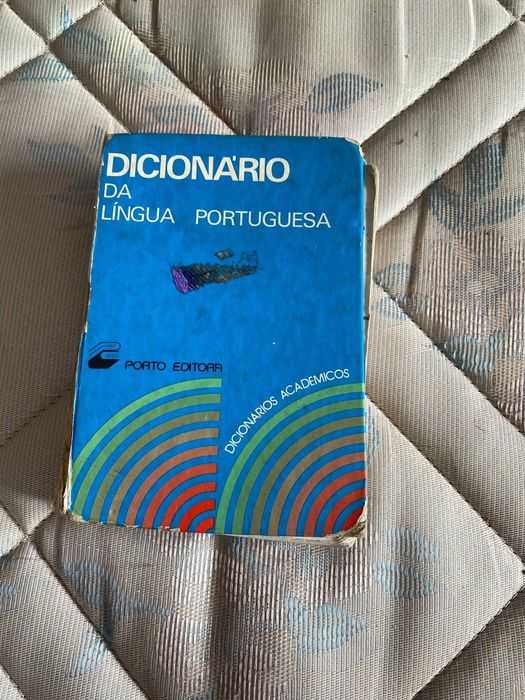 DICIONÁRIO
DA
LÍNGUA PORTUGUESA
PORTO EDITORA
DICIONÁRIOS ACADÉMICOS